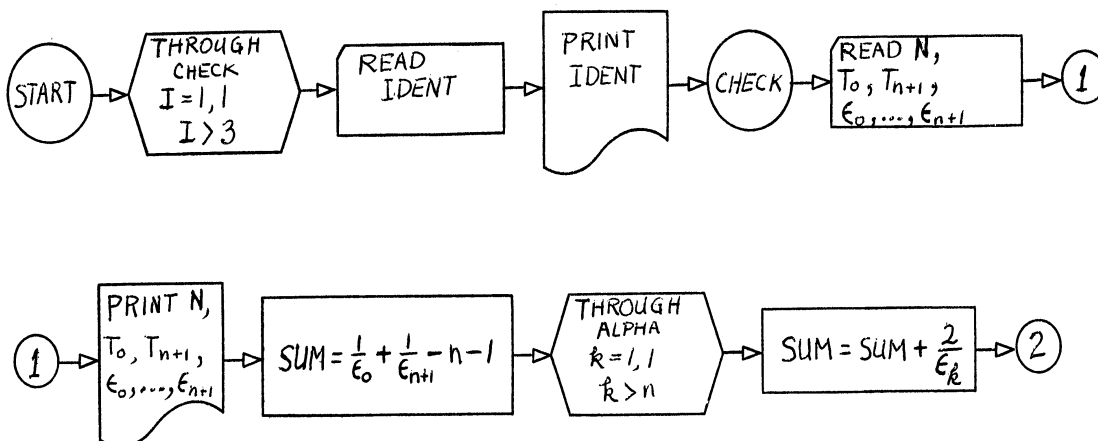 START
THROUGH
CHECK
I = 1, 1
I > 3
READ
IDENT
PRINT
IDENT
CHECK
READ N,
T₀, Tₙ₊₁,
ϵ₀,..., ϵₙ₊₁
1
1
PRINT N,
T₀, Tₙ₊₁,
ϵ₀,..., ϵₙ₊₁
SUM = 1/ϵ₀ + 1/ϵₙ₊₁ - n - 1
THROUGH
ALPHA
k = 1, 1
k > n
SUM = SUM + 2/ϵₖ
2